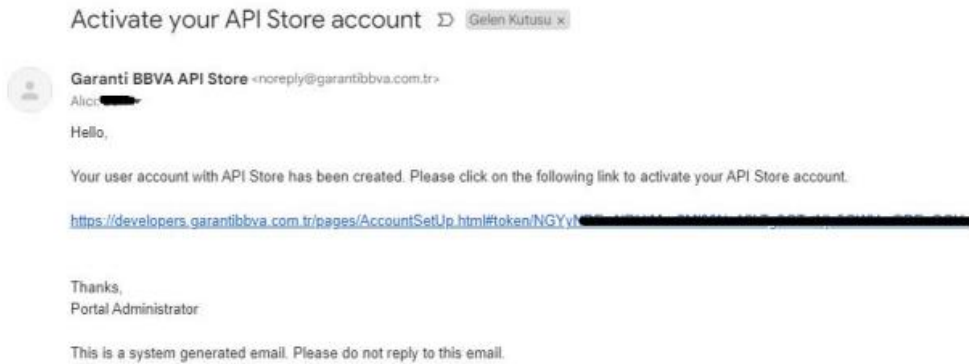 Activate your API Store account Gelen Kutusu x
Garanti BBVA API Store <noreply@garantibbva.com.tr>
Alıcı:
Hello,
Your user account with API Store has been created. Please click on the following link to activate your API Store account.
https://developers.garantibbva.com.tr/pages/AccountSetUp.html#token/NGYy
Thanks,
Portal Administrator
This is a system generated email. Please do not reply to this email.